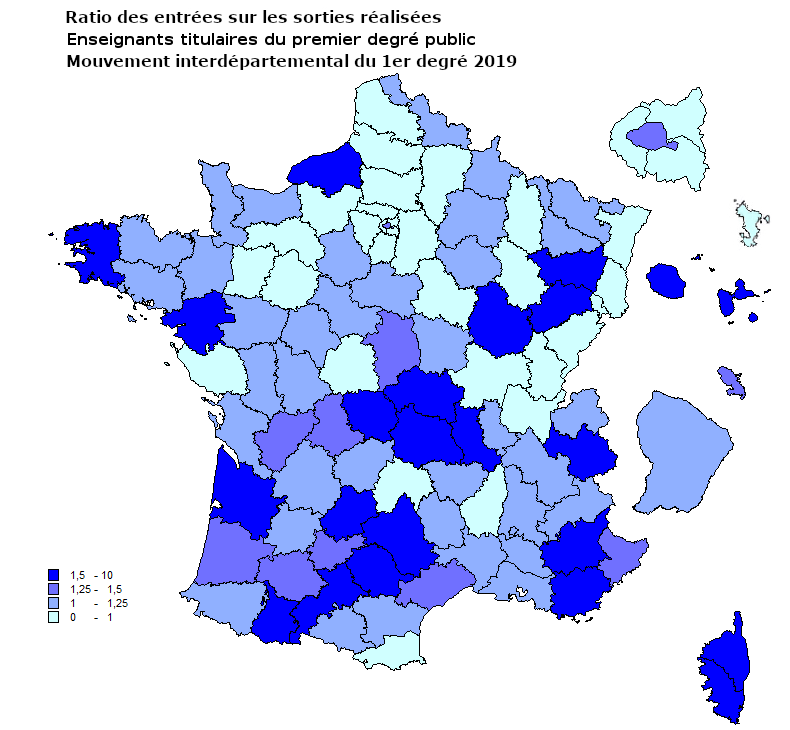 Ratio des entrées sur les sorties réalisées
Enseignants titulaires du premier degré public
Mouvement interdépartemental du 1er degré 2019
1,5 - 10
1,25 - 1,5
1 - 1,25
0 - 1